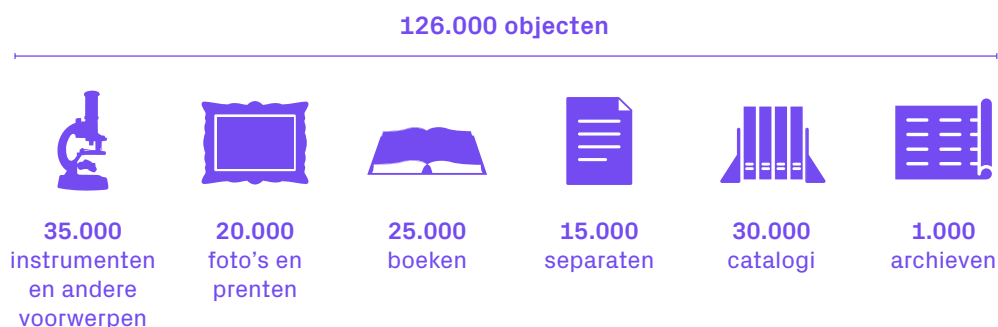 126.000 objecten
35.000
instrumenten
en andere
voorwerpen
20.000
foto's en
prenten
25.000
boeken
15.000
separaten
30.000
catalogi
1.000
archieven